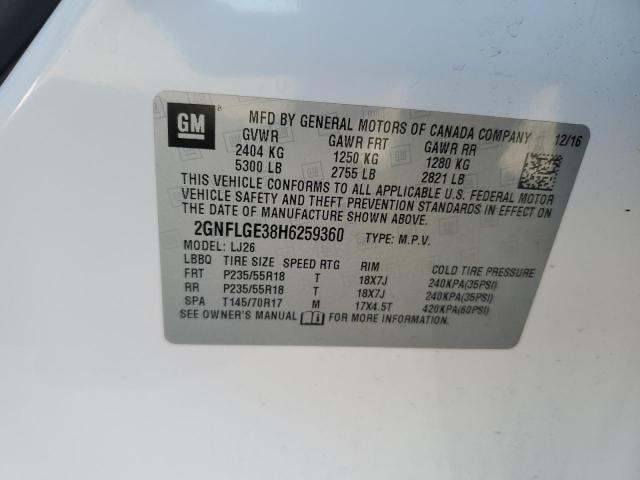 GM
MFD BY GENERAL MOTORS OF CANADA COMPANY 12/16
GVWR GAWR FRT GAWR RR
2404 KG 1250 KG 1280 KG
5300 LB 2755 LB 2821 LB
THIS VEHICLE CONFORMS TO ALL APPLICABLE U.S. FEDERAL MOTOR
VEHICLE SAFETY AND THEFT PREVENTION STANDARDS IN EFFECT ON
THE DATE OF MANUFACTURE SHOWN ABOVE.
2GNFLGE38H6259360 TYPE: M.P.V.
MODEL: LJ26
LBBQ TIRE SIZE SPEED RTG RIM COLD TIRE PRESSURE
FRT P235/55R18 T 18X7J 240KPA(35PSI)
RR P235/55R18 T 18X7J 240KPA(35PSI)
SPA T145/70R17 M 17X4.5T 420KPA(60PSI)
SEE OWNER'S MANUAL FOR MORE INFORMATION.